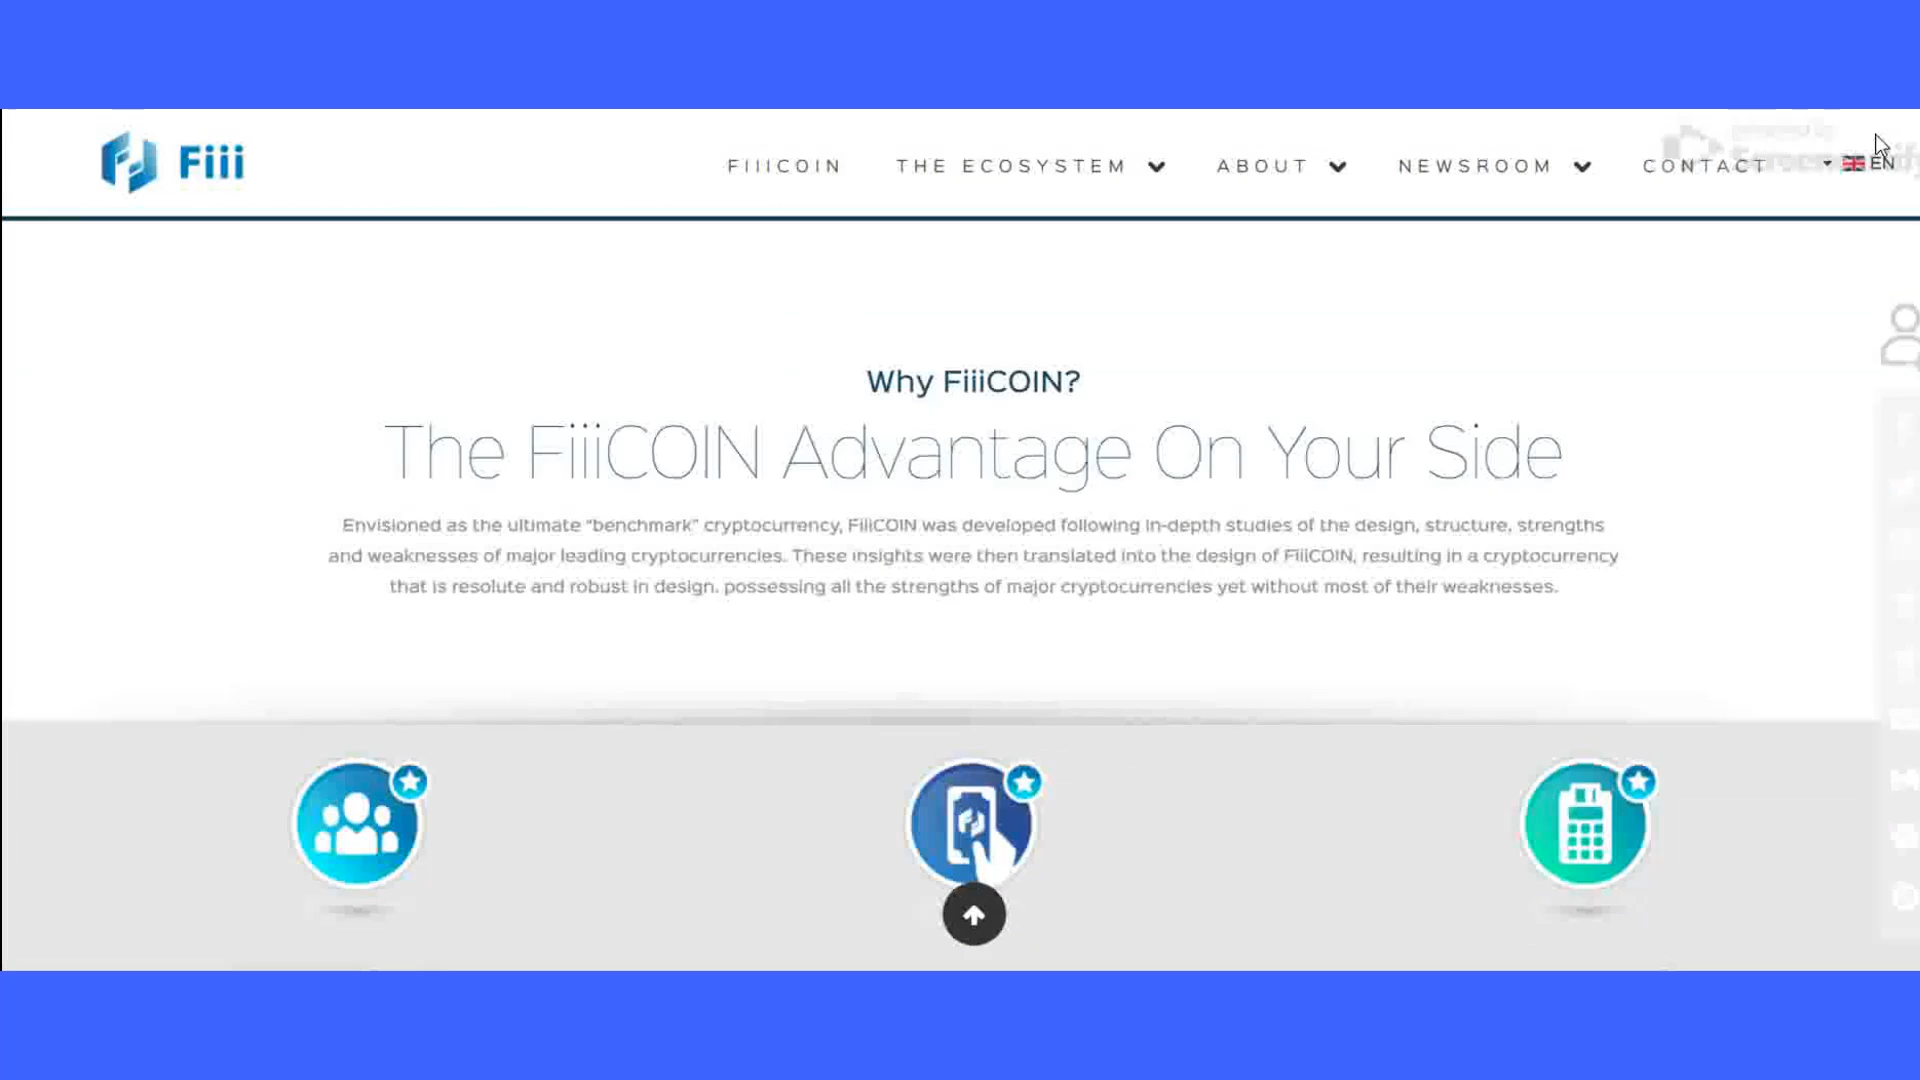 Fiii
FIIICOIN THE ECOSYSTEM ABOUT NEWSROOM CONTACT EN
Why FiiiCOIN?
The FiiiCOIN Advantage On Your Side
Envisioned as the ultimate “benchmark” cryptocurrency, FiiiCOIN was developed following in-depth studies of the design, structure, strengths
and weaknesses of major leading cryptocurrencies. These insights were then translated into the design of FiiiCOIN, resulting in a cryptocurrency
that is resolute and robust in design, possessing all the strengths of major cryptocurrencies yet without most of their weaknesses.